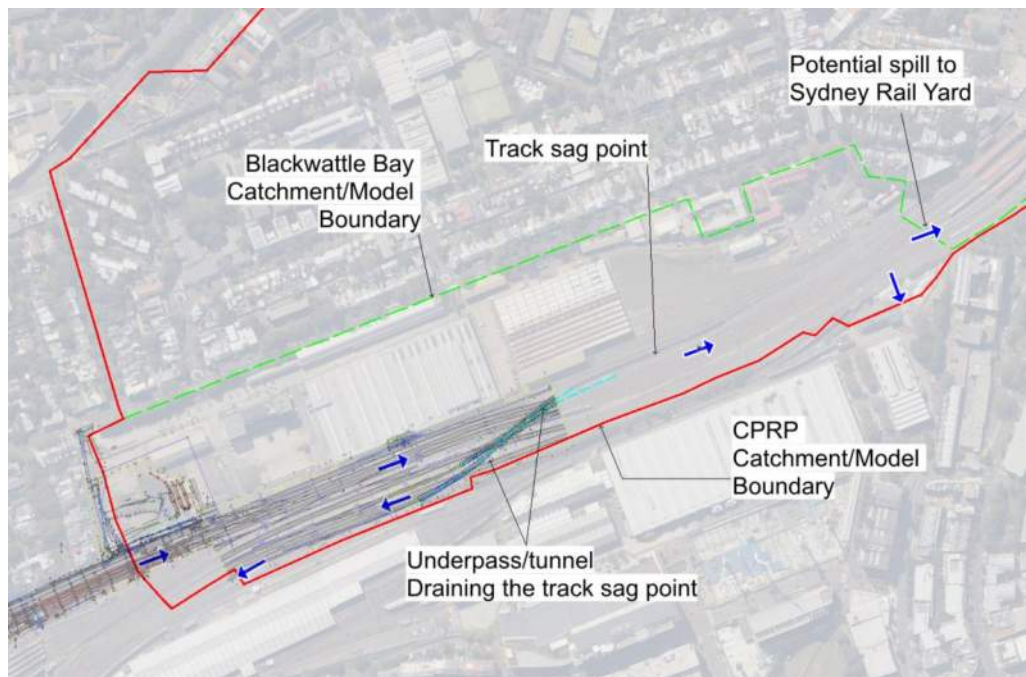 Potential spill to
Sydney Rail Yard
Track sag point
Blackwattle Bay
Catchment/Model
Boundary
CPRP
Catchment/Model
Boundary
Underpass/tunnel
Draining the track sag point